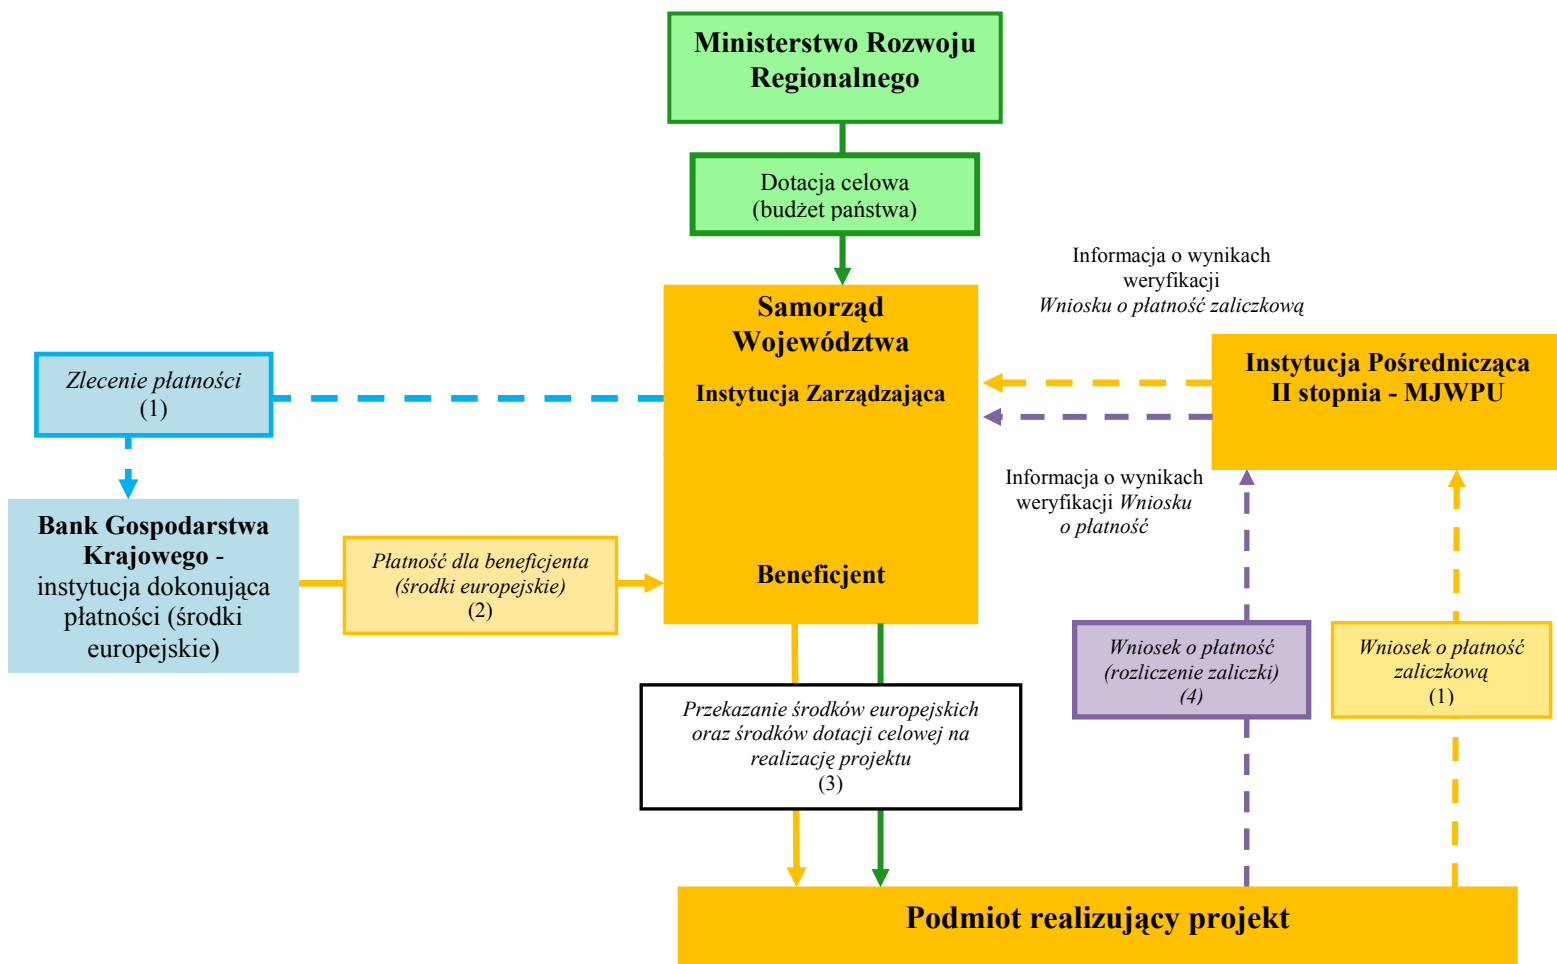 Ministerstwo Rozwoju
Regionalnego
Dotacja celowa
(budżet państwa)
Informacja o wynikach
weryfikacji
Wniosku o płatność zaliczkową
Samorząd
Województwa
Instytucja Zarządzająca
Beneficjent
Instytucja Pośrednicząca
II stopnia - MJWPU
Zlecenie płatności
(1)
Informacja o wynikach
weryfikacji Wniosku
o płatność
Bank Gospodarstwa
Krajowego -
instytucja dokonująca
płatności (środki
europejskie)
Płatność dla beneficjenta
(środki europejskie)
(2)
Wniosek o płatność
(rozliczenie zaliczki)
(4)
Wniosek o płatność
zaliczkową
(1)
Przekazanie środków europejskich
oraz środków dotacji celowej na
realizację projektu
(3)
Podmiot realizujący projekt